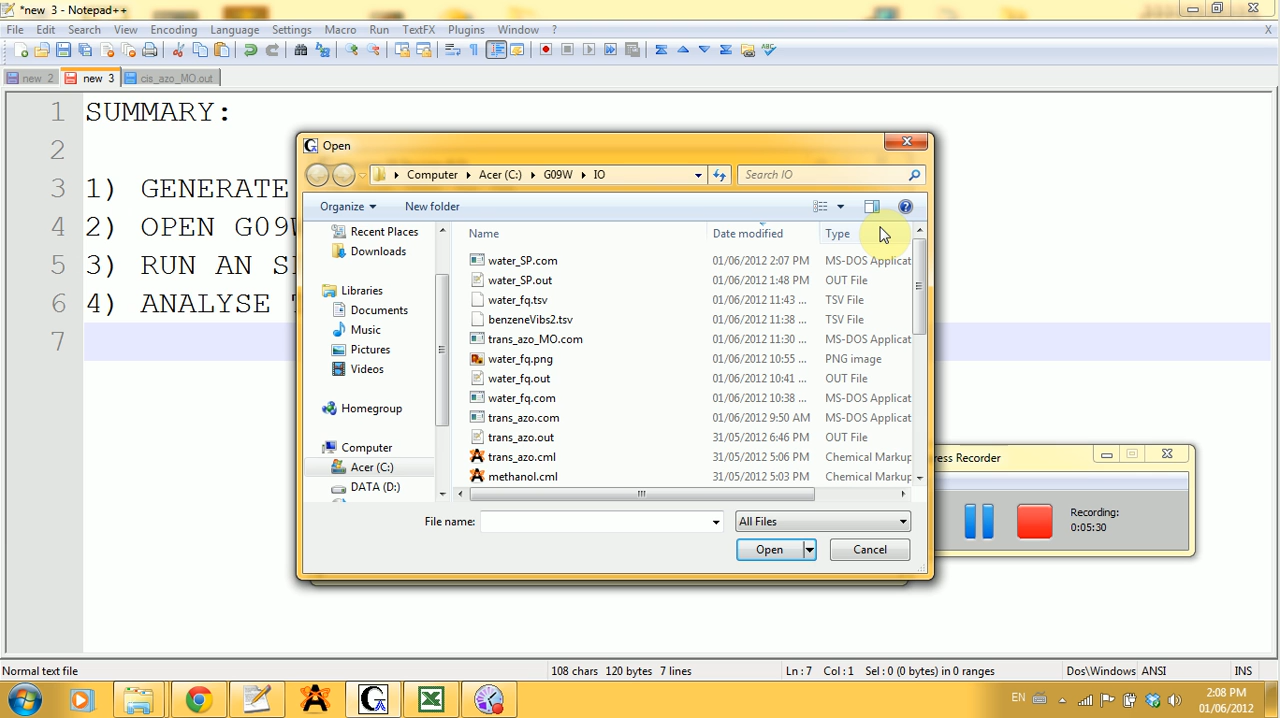 *new 3 - Notepad++
File Edit Search View Encoding Language Settings Macro Run TextFX Plugins Window ?
X
new 2 new 3 cis_azo_MO.out
1 SUMMARY:
2
3 1) GENERATE
4 2) OPEN G09W
5 3) RUN AN
6 4) ANALYSE
7
Open
Computer Acer (C:) G09W IO
Search IO
Organize New folder
Recent Places
Downloads
Libraries
Documents
Music
Pictures
Videos
Homegroup
Computer
Acer (C:)
DATA (D:)
Name Date modified Type
water_SP.com 01/06/2012 2:07 PM MS-DOS Applicat
water_SP.out 01/06/2012 1:48 PM OUT File
water_fq.tsv 01/06/2012 11:43 ... TSV File
benzeneVibs2.tsv 01/06/2012 11:38 ... TSV File
trans_azo_MO.com 01/06/2012 11:30 ... MS-DOS Applicat
water_fq.png 01/06/2012 10:55 ... PNG image
water_fq.out 01/06/2012 10:41 ... OUT File
water_fq.com 01/06/2012 10:38 ... MS-DOS Applicat
trans_azo.com 01/06/2012 9:50 AM MS-DOS Applicat
trans_azo.out 31/05/2012 6:46 PM OUT File
trans_azo.cml 31/05/2012 5:06 PM Chemical Markup
methanol.cml 31/05/2012 5:03 PM Chemical Markup
File name:
All Files
Open Cancel
ress Recorder
Recording:
0:05:30
Normal text file 108 chars 120 bytes 7 lines Ln : 7 Col : 1 Sel : 0 (0 bytes) in 0 ranges Dos\Windows ANSI INS
EN
2:08 PM
01/06/2012